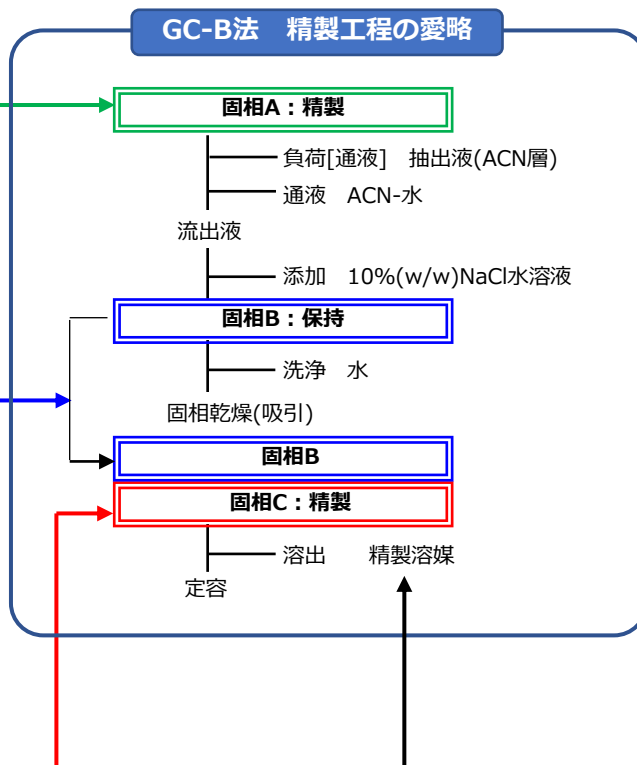 GC-B法　精製工程の愛略
固相A：精製
負荷[通液]　抽出液(ACN層)
通液　ACN-水
流出液
添加　10%(w/w)NaCl水溶液
固相B：保持
洗浄　水
固相乾燥(吸引)
固相B
固相C：精製
溶出　　精製溶媒
定容